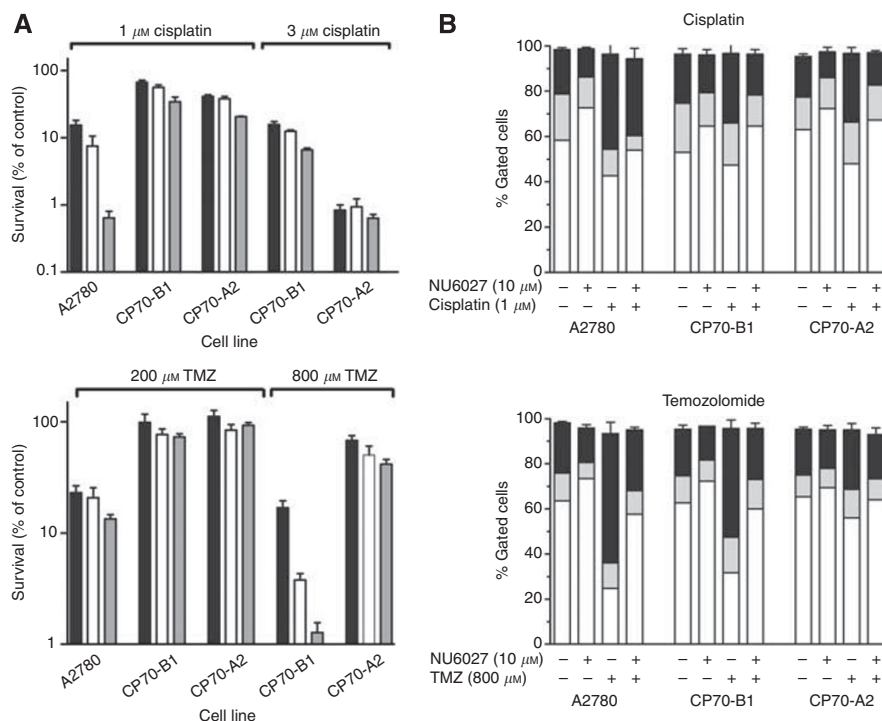 A
1 μM cisplatin 3 μM cisplatin
Survival (% of control)
100
10
1
0.1
A2780 CP70-B1 CP70-A2 CP70-B1 CP70-A2
Cell line
200 μM TMZ 800 μM TMZ
Survival (% of control)
100
10
1
A2780 CP70-B1 CP70-A2 CP70-B1 CP70-A2
Cell line
B
Cisplatin
% Gated cells
100
80
60
40
20
0
NU6027 (10 μM) – + – + – + – + – + – +
Cisplatin (1 μM) – – + + – – + + – – + +
A2780 CP70-B1 CP70-A2
Temozolomide
% Gated cells
100
80
60
40
20
0
NU6027 (10 μM) – + – + – + – + – + – +
TMZ (800 μM) – – + + – – + + – – + +
A2780 CP70-B1 CP70-A2